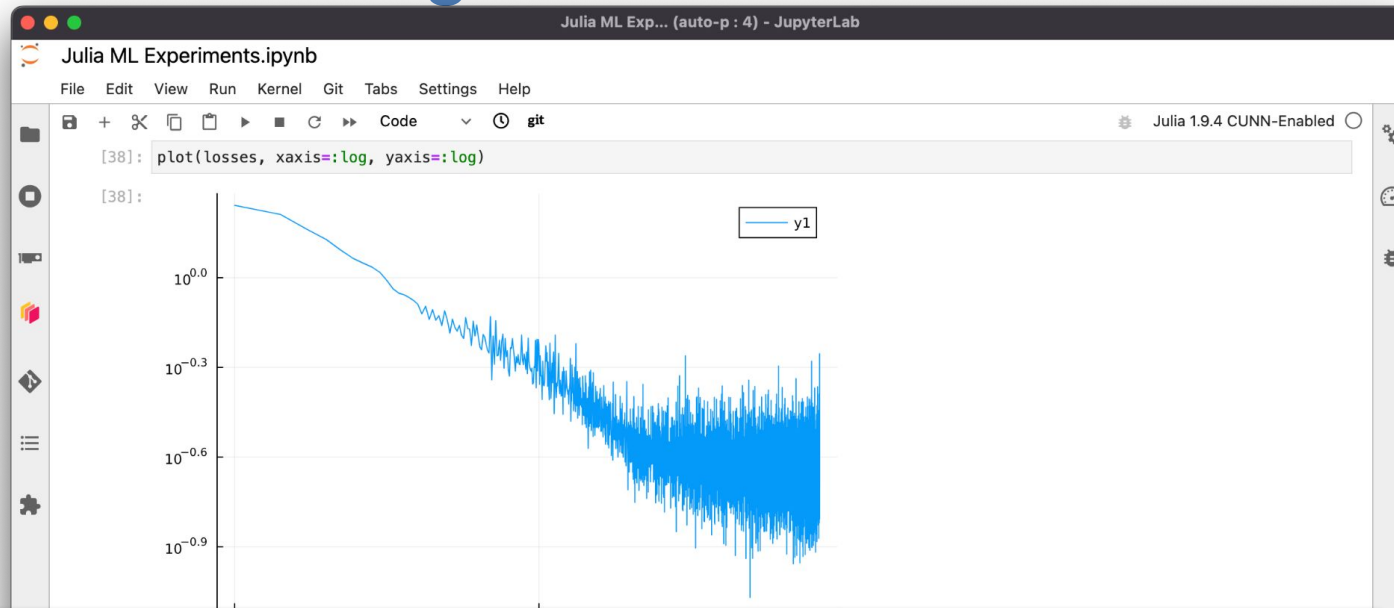 Julia ML Exp... (auto-p : 4) - JupyterLab
Julia ML Experiments.ipynb
File Edit View Run Kernel Git Tabs Settings Help
Code git Julia 1.9.4 CUNN-Enabled
[38]: plot(losses, xaxis=:log, yaxis=:log)
[38]:
y1
10^0.0
10^-0.3
10^-0.6
10^-0.9